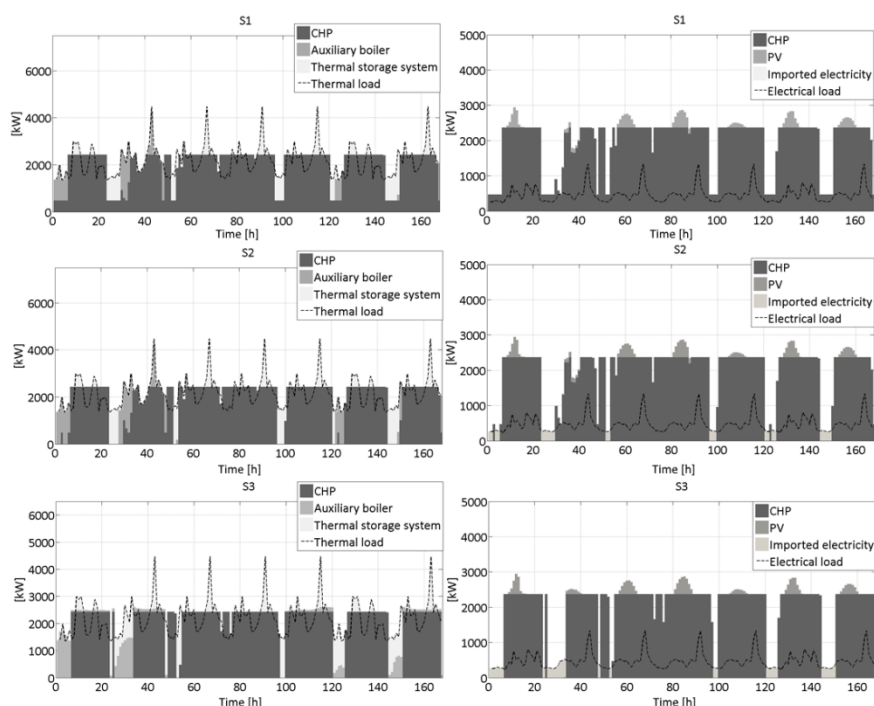 S1
CHP
Auxiliary boiler
Thermal storage system
Thermal load
[kW]
6000
4000
2000
0
0 20 40 60 80 100 120 140 160
Time [h]
S1
CHP
PV
Imported electricity
Electrical load
[kW]
5000
4000
3000
2000
1000
0
0 20 40 60 80 100 120 140 160
Time [h]
S2
CHP
Auxiliary boiler
Thermal storage system
Thermal load
[kW]
6000
4000
2000
0
0 20 40 60 80 100 120 140 160
Time [h]
S2
CHP
PV
Imported electricity
Electrical load
[kW]
5000
4000
3000
2000
1000
0
0 20 40 60 80 100 120 140 160
Time [h]
S3
CHP
Auxiliary boiler
Thermal storage system
Thermal load
[kW]
6000
5000
4000
3000
2000
1000
0
0 20 40 60 80 100 120 140 160
Time [h]
S3
CHP
PV
Imported electricity
Electrical load
[kW]
5000
4000
3000
2000
1000
0
0 20 40 60 80 100 120 140 160
Time [h]